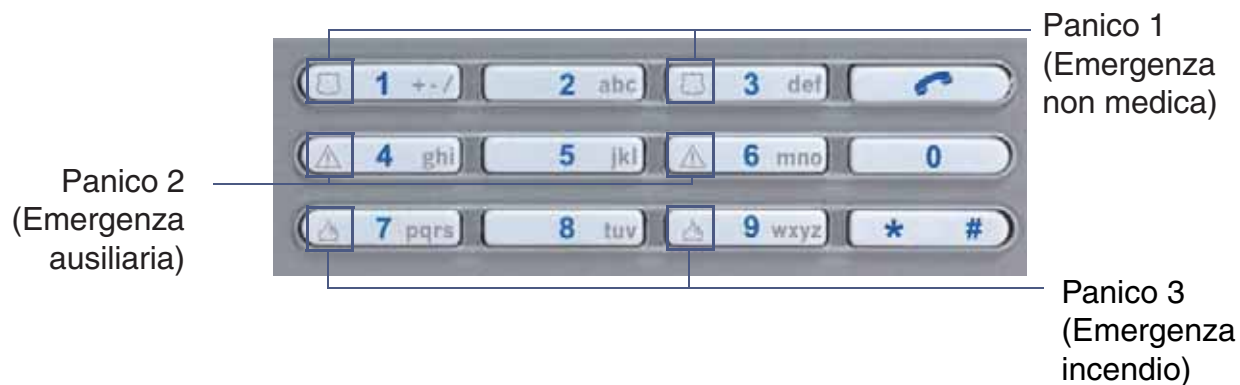 Panico 1
(Emergenza
non medica)
1 +-/ 2 abc 3 def
4 ghi 5 jkl 6 mno 0
Panico 2
(Emergenza
ausiliaria)
7 pqrs 8 tuv 9 wxyz * #
Panico 3
(Emergenza
incendio)